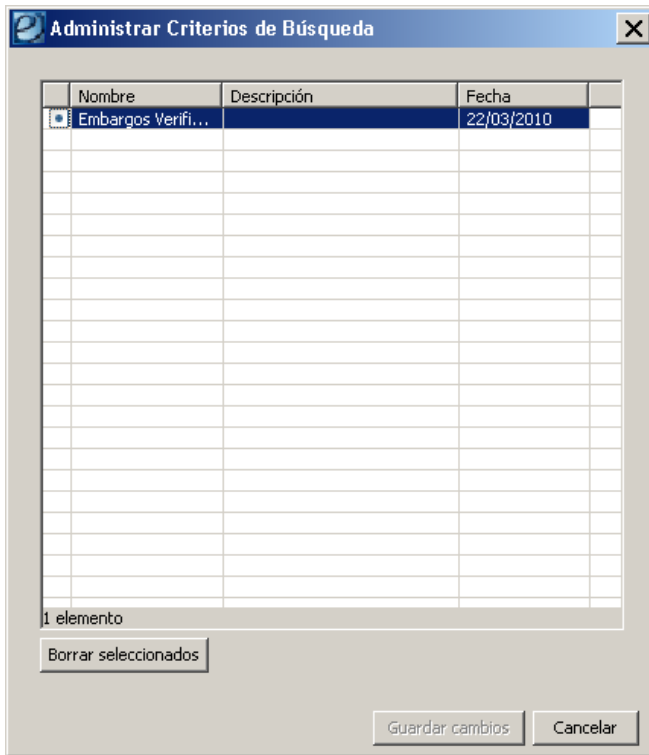 Administrar Criterios de Búsqueda
Nombre Descripción Fecha
Embargos Verifi... 22/03/2010
1 elemento
Borrar seleccionados
Guardar cambios Cancelar